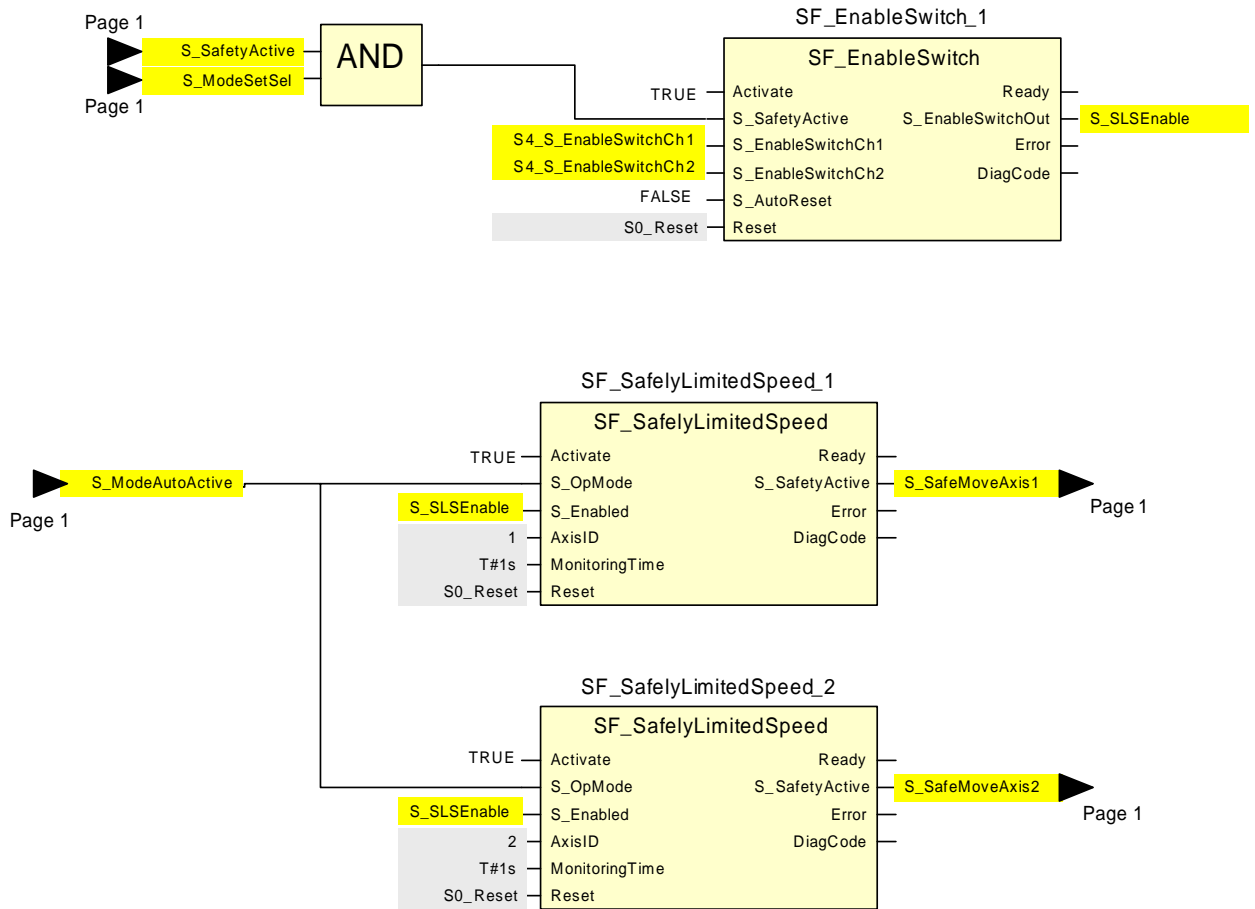 Page 1
S_SafetyActive
S_ModeSetSel
Page 1
AND
SF_EnableSwitch_1
SF_EnableSwitch
TRUE Activate Ready
S_SafetyActive S_EnableSwitchOut S_SLSEnable
S4_S_EnableSwitchCh1 S_EnableSwitchCh1 Error
S4_S_EnableSwitchCh2 S_EnableSwitchCh2 DiagCode
FALSE S_AutoReset
S0_Reset Reset
SF_SafelyLimitedSpeed_1
SF_SafelyLimitedSpeed
TRUE Activate Ready
S_ModeAutoActive S_OpMode S_SafetyActive S_SafeMoveAxis1
Page 1 S_SLSEnable S_Enabled Error Page 1
1 AxisID DiagCode
T#1s MonitoringTime
S0_Reset Reset
SF_SafelyLimitedSpeed_2
SF_SafelyLimitedSpeed
TRUE Activate Ready
S_OpMode S_SafetyActive S_SafeMoveAxis2
S_SLSEnable S_Enabled Error Page 1
2 AxisID DiagCode
T#1s MonitoringTime
S0_Reset Reset